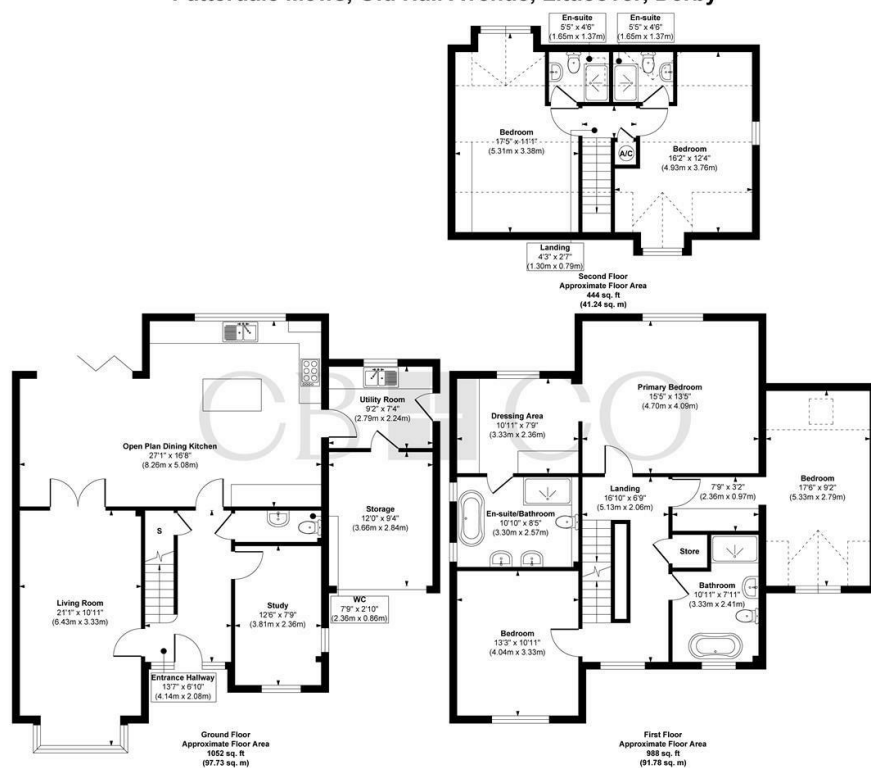 En-suite
5'5" x 4'6"
(1.65m x 1.37m)
En-suite
5'5" x 4'6"
(1.65m x 1.37m)
Bedroom
17'5" x 11'1"
(5.31m x 3.38m)
Bedroom
16'2" x 12'4"
(4.93m x 3.76m)
A/C
Landing
4'3" x 2'7"
(1.30m x 0.79m)
Second Floor
Approximate Floor Area
444 sq. ft
(41.24 sq. m)
CB CO
Utility Room
9'2" x 7'4"
(2.79m x 2.24m)
Open Plan Dining Kitchen
27'1" x 16'8"
(8.26m x 5.08m)
Storage
12'0" x 9'4"
(3.66m x 2.84m)
S
Living Room
21'1" x 10'11"
(6.43m x 3.33m)
WC
7'9" x 2'10"
(2.36m x 0.86m)
Study
12'6" x 7'9"
(3.81m x 2.36m)
Entrance Hallway
13'7" x 6'10"
(4.14m x 2.08m)
Ground Floor
Approximate Floor Area
1052 sq. ft
(97.73 sq. m)
Primary Bedroom
15'5" x 13'5"
(4.70m x 4.09m)
Dressing Area
10'11" x 7'9"
(3.33m x 2.36m)
Landing
16'10" x 6'9"
(5.13m x 2.06m)
7'9" x 3'2"
(2.36m x 0.97m)
Bedroom
17'6" x 9'2"
(5.33m x 2.79m)
En-suite/Bathroom
10'10" x 8'5"
(3.30m x 2.57m)
Store
Bathroom
10'11" x 7'11"
(3.33m x 2.41m)
Bedroom
13'3" x 10'11"
(4.04m x 3.33m)
First Floor
Approximate Floor Area
988 sq. ft
(91.78 sq. m)